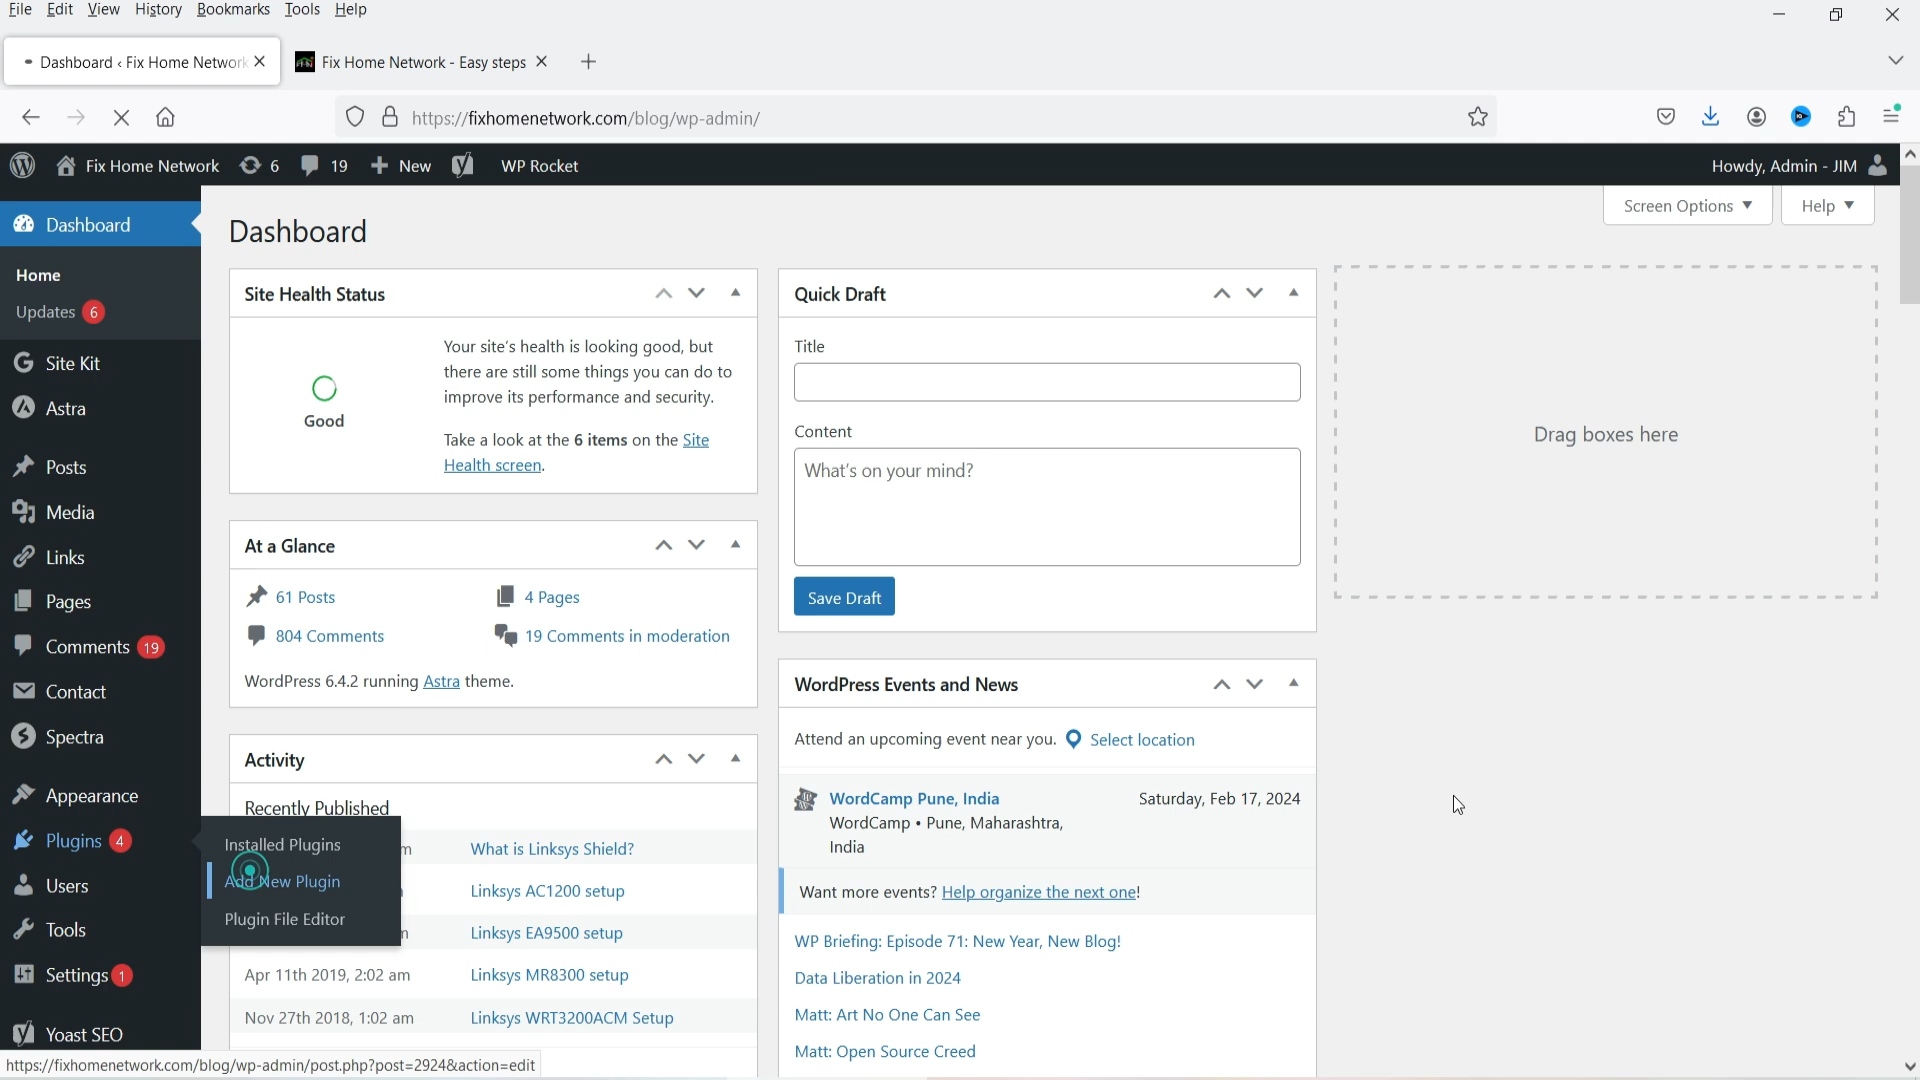 File Edit View History Bookmarks Tools Help
Dashboard ‹ Fix Home Network
Fix Home Network - Easy steps
https://fixhomenetwork.com/blog/wp-admin/
Fix Home Network 6 19 New WP Rocket
Howdy, Admin - JIM
Dashboard
Home
Updates 6
Site Kit
Astra
Posts
Media
Links
Pages
Comments 19
Contact
Spectra
Appearance
Plugins 4
Users
Tools
Settings 1
Yoast SEO
Installed Plugins
Add New Plugin
Plugin File Editor
Screen Options
Help
Dashboard
Site Health Status
Good
Your site's health is looking good, but
there are still some things you can do to
improve its performance and security.
Take a look at the 6 items on the Site
Health screen.
At a Glance
61 Posts
4 Pages
804 Comments
19 Comments in moderation
WordPress 6.4.2 running Astra theme.
Activity
Recently Published
m What is Linksys Shield?
Linksys AC1200 setup
Linksys EA9500 setup
Apr 11th 2019, 2:02 am Linksys MR8300 setup
Nov 27th 2018, 1:02 am Linksys WRT3200ACM Setup
Quick Draft
Title
Content
What's on your mind?
Save Draft
WordPress Events and News
Attend an upcoming event near you. Select location
WordCamp Pune, India Saturday, Feb 17, 2024
WordCamp • Pune, Maharashtra,
India
Want more events? Help organize the next one!
WP Briefing: Episode 71: New Year, New Blog!
Data Liberation in 2024
Matt: Art No One Can See
Matt: Open Source Creed
Drag boxes here
https://fixhomenetwork.com/blog/wp-admin/post.php?post=2924&action=edit